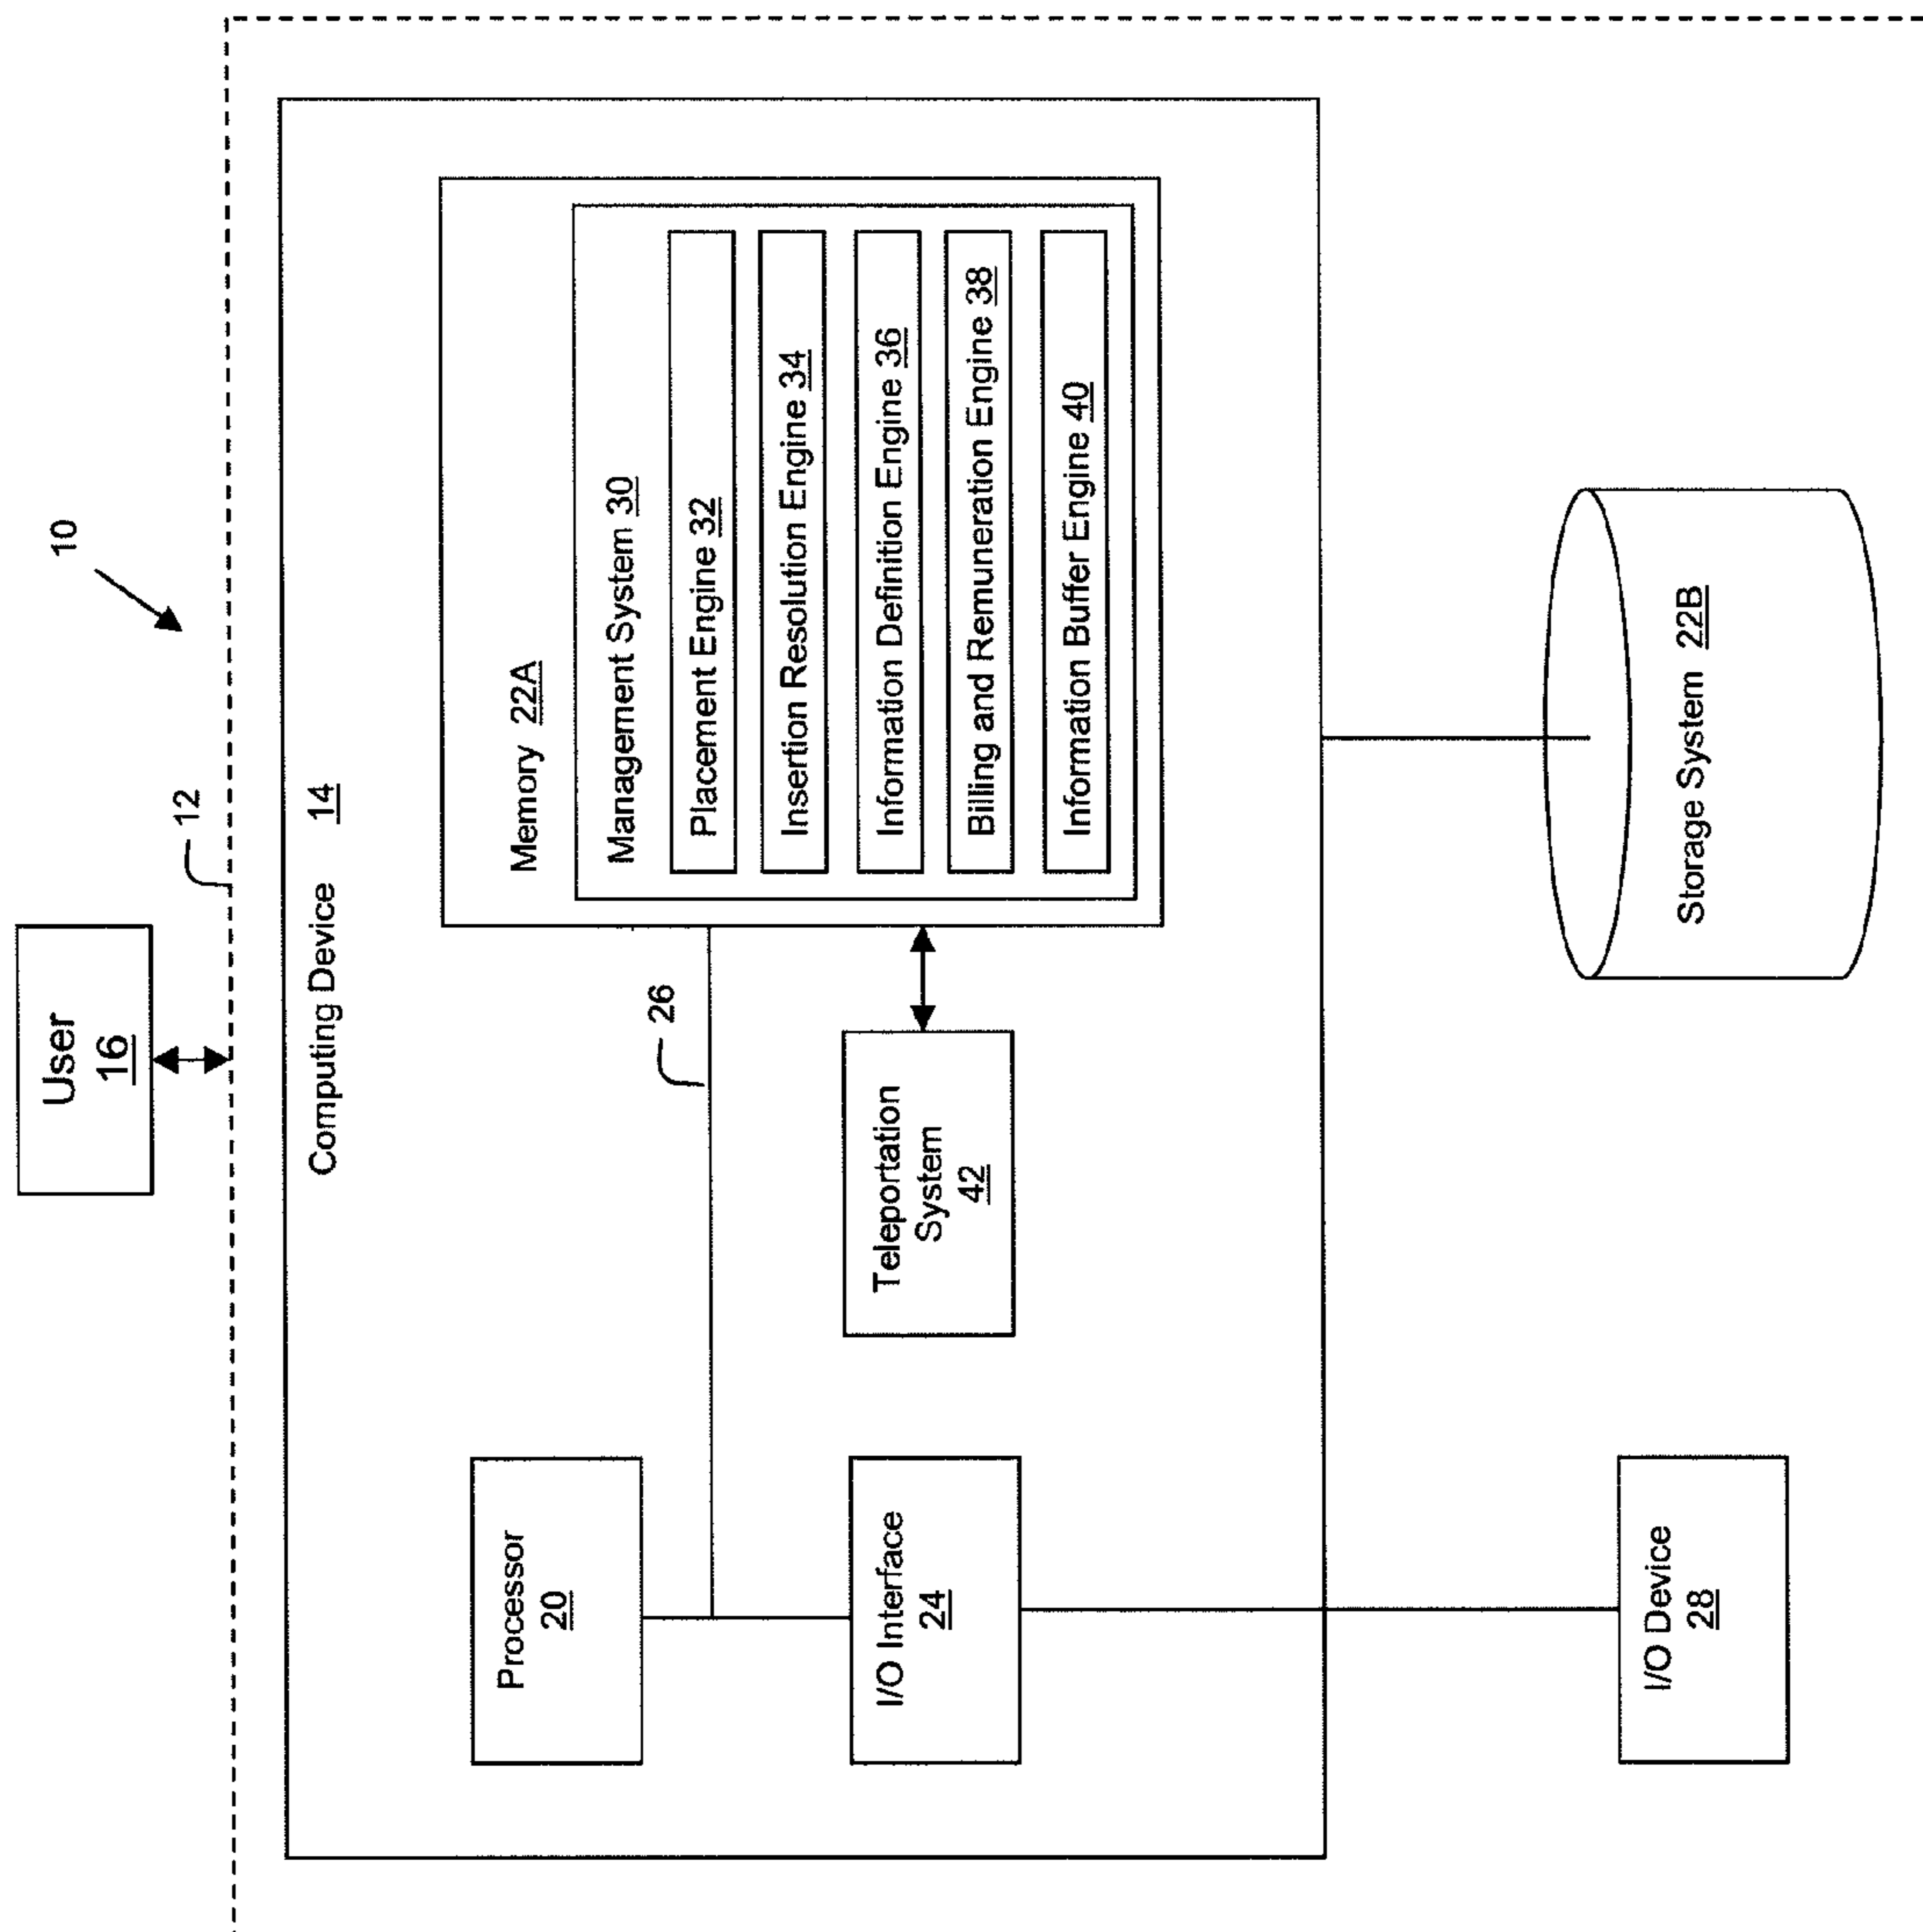 10
User
16
12
Computing Device 14
Memory 22A
Management System 30
Placement Engine 32
Insertion Resolution Engine 34
Information Definition Engine 36
Billing and Remuneration Engine 38
Information Buffer Engine 40
Processor
20
26
Teleportation
System
42
I/O Interface
24
I/O Device
28
Storage System 22B